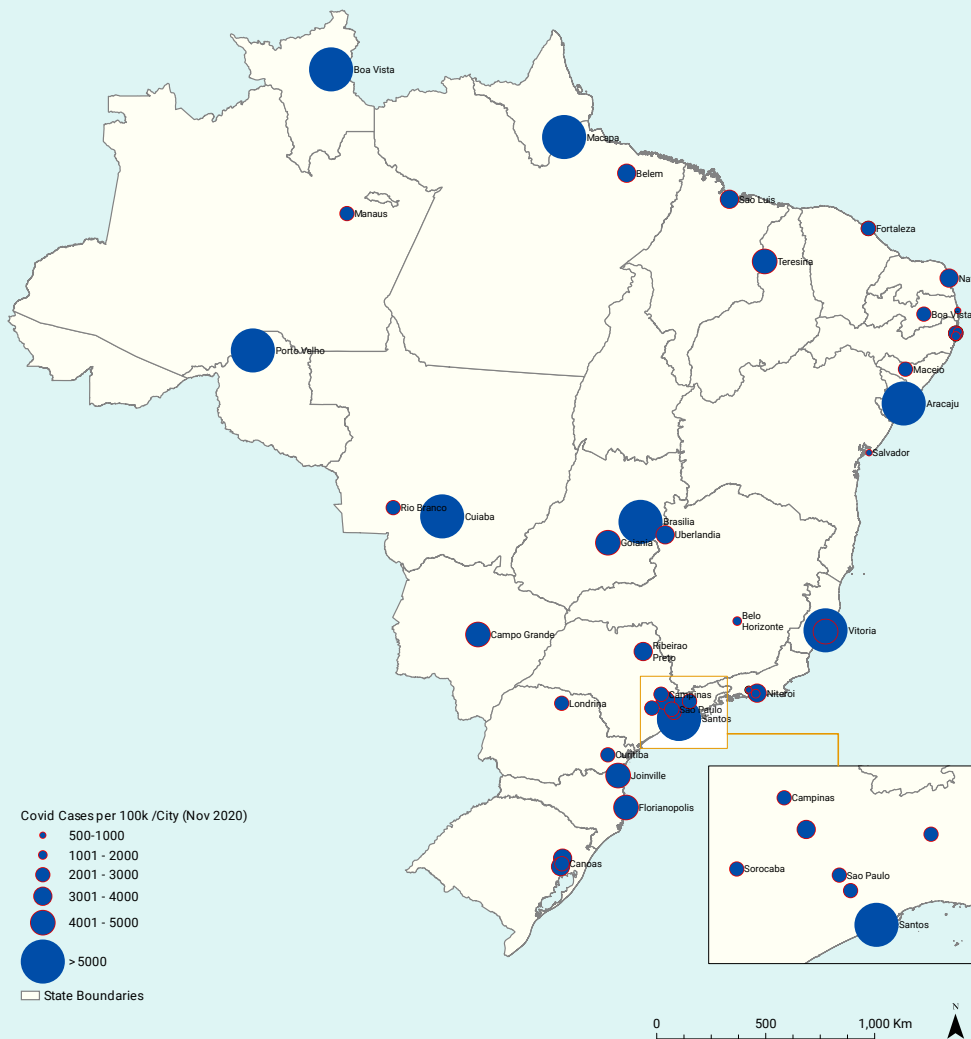 Boa Vista
Macapa
Belem
Manaus
Sao Luis
Fortaleza
Teresina
Na
Boa Vista
Porto Velho
Maceio
Aracaju
Salvador
Rio Branco
Cuiaba
Brasilia
Uberlandia
Goiania
Belo
Horizonte
Vitoria
Campo Grande
Ribeirao
Preto
Campinas
Niteroi
Londrina
Sao Paulo
Santos
Curitiba
Joinville
Florianopolis
Canoas
Campinas
Sorocaba
Sao Paulo
Santos
Covid Cases per 100k /City (Nov 2020)
500-1000
1001 - 2000
2001 - 3000
3001 - 4000
4001 - 5000
> 5000
State Boundaries
N
0 500 1,000 Km